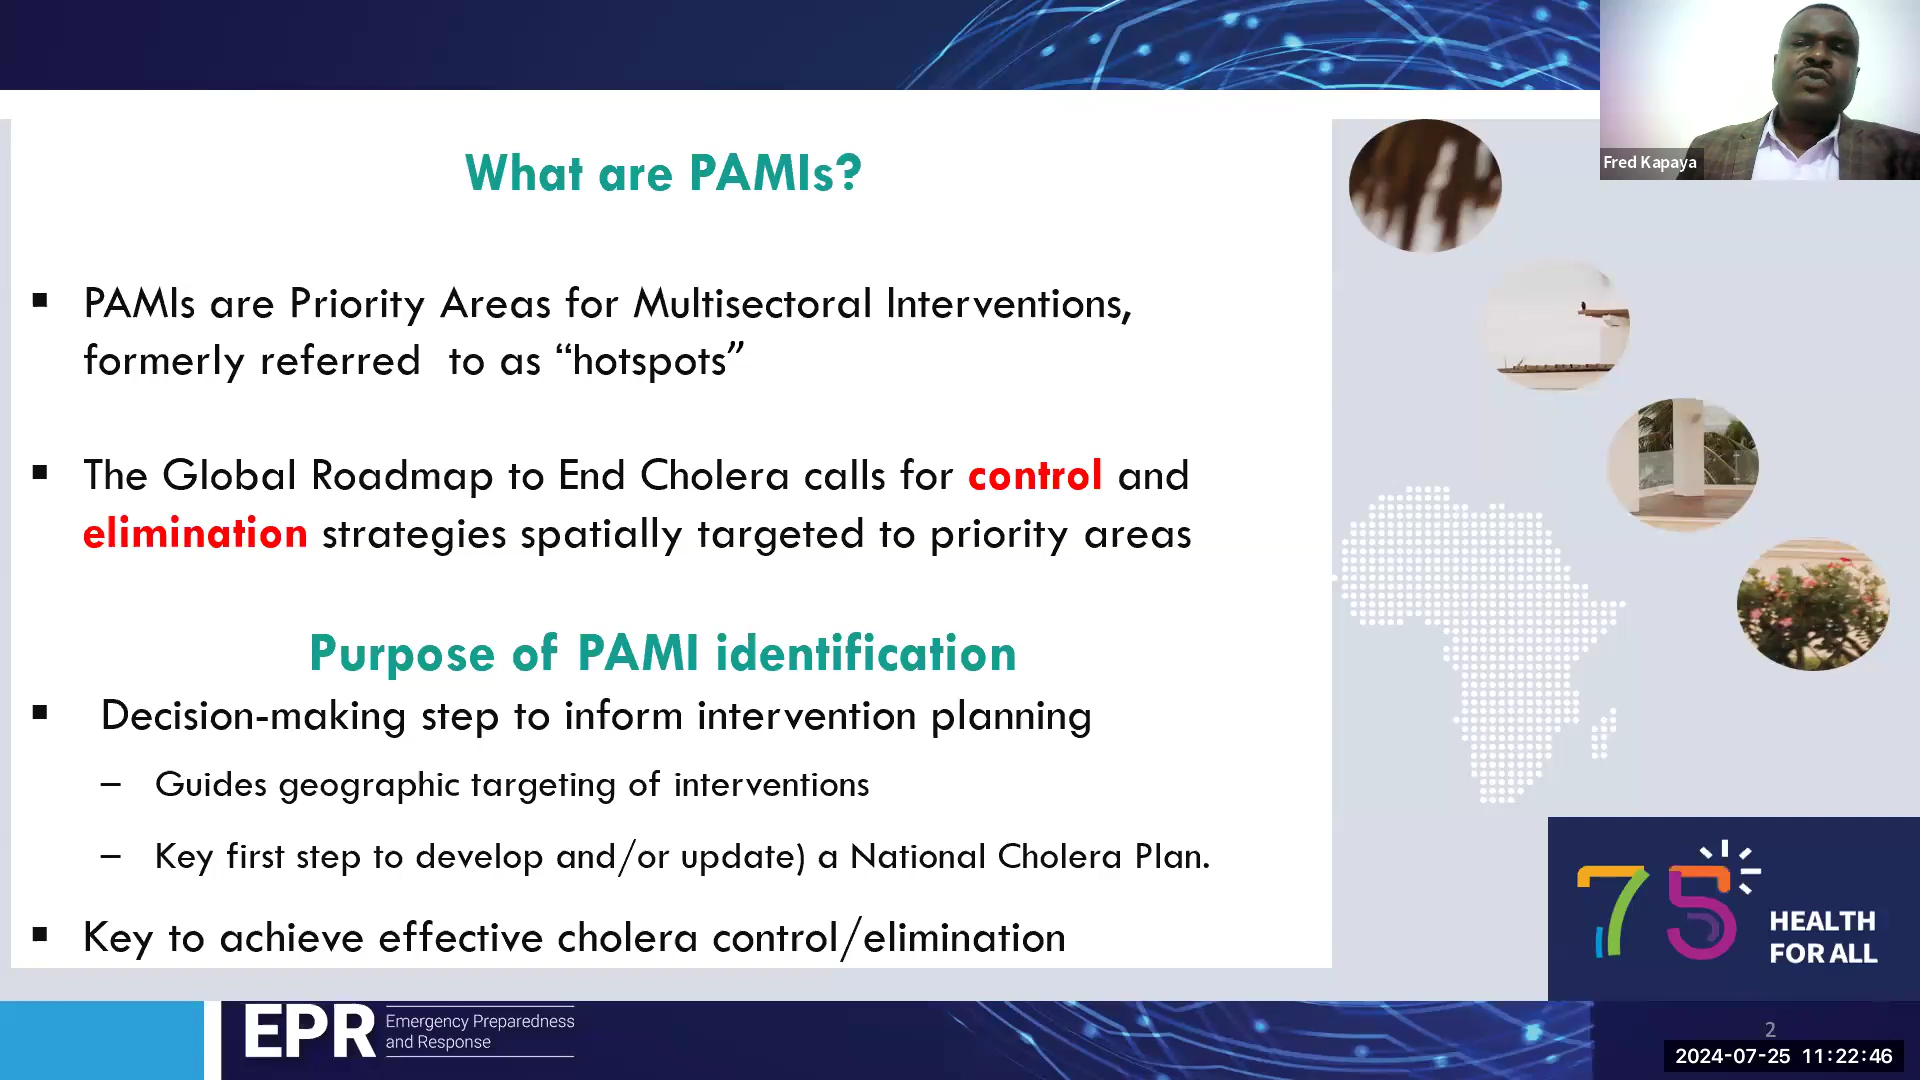 What are PAMIs?
▪ PAMIs are Priority Areas for Multisectoral Interventions,
formerly referred  to as “hotspots”
▪ The Global Roadmap to End Cholera calls for control and
elimination strategies spatially targeted to priority areas
Purpose of PAMI identification
▪ Decision-making step to inform intervention planning
– Guides geographic targeting of interventions
– Key first step to develop and/or update) a National Cholera Plan.
▪ Key to achieve effective cholera control/elimination
Fred Kapaya
75
HEALTH
FOR ALL
EPR
Emergency Preparedness
and Response
2
2024-07-25 11:22:46